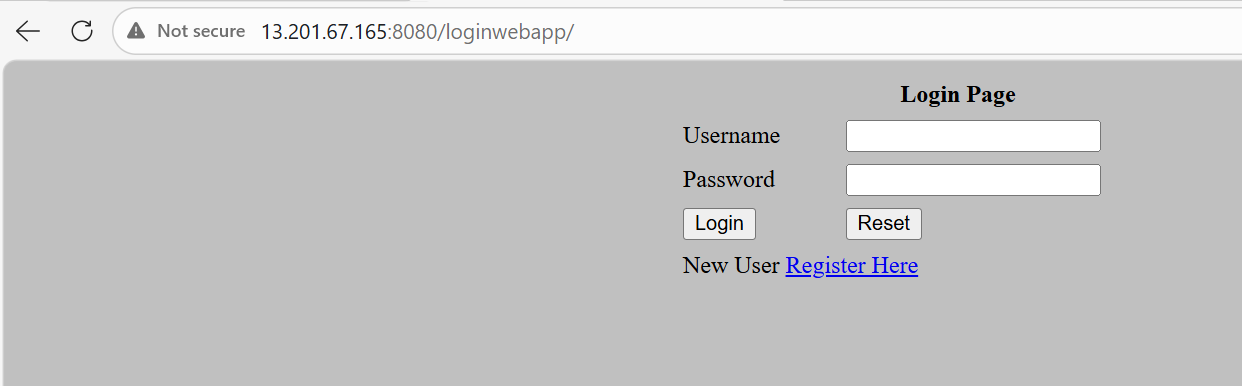 Not secure 13.201.67.165:8080/loginwebapp/
Login Page
Username
Password
Login Reset
New User Register Here